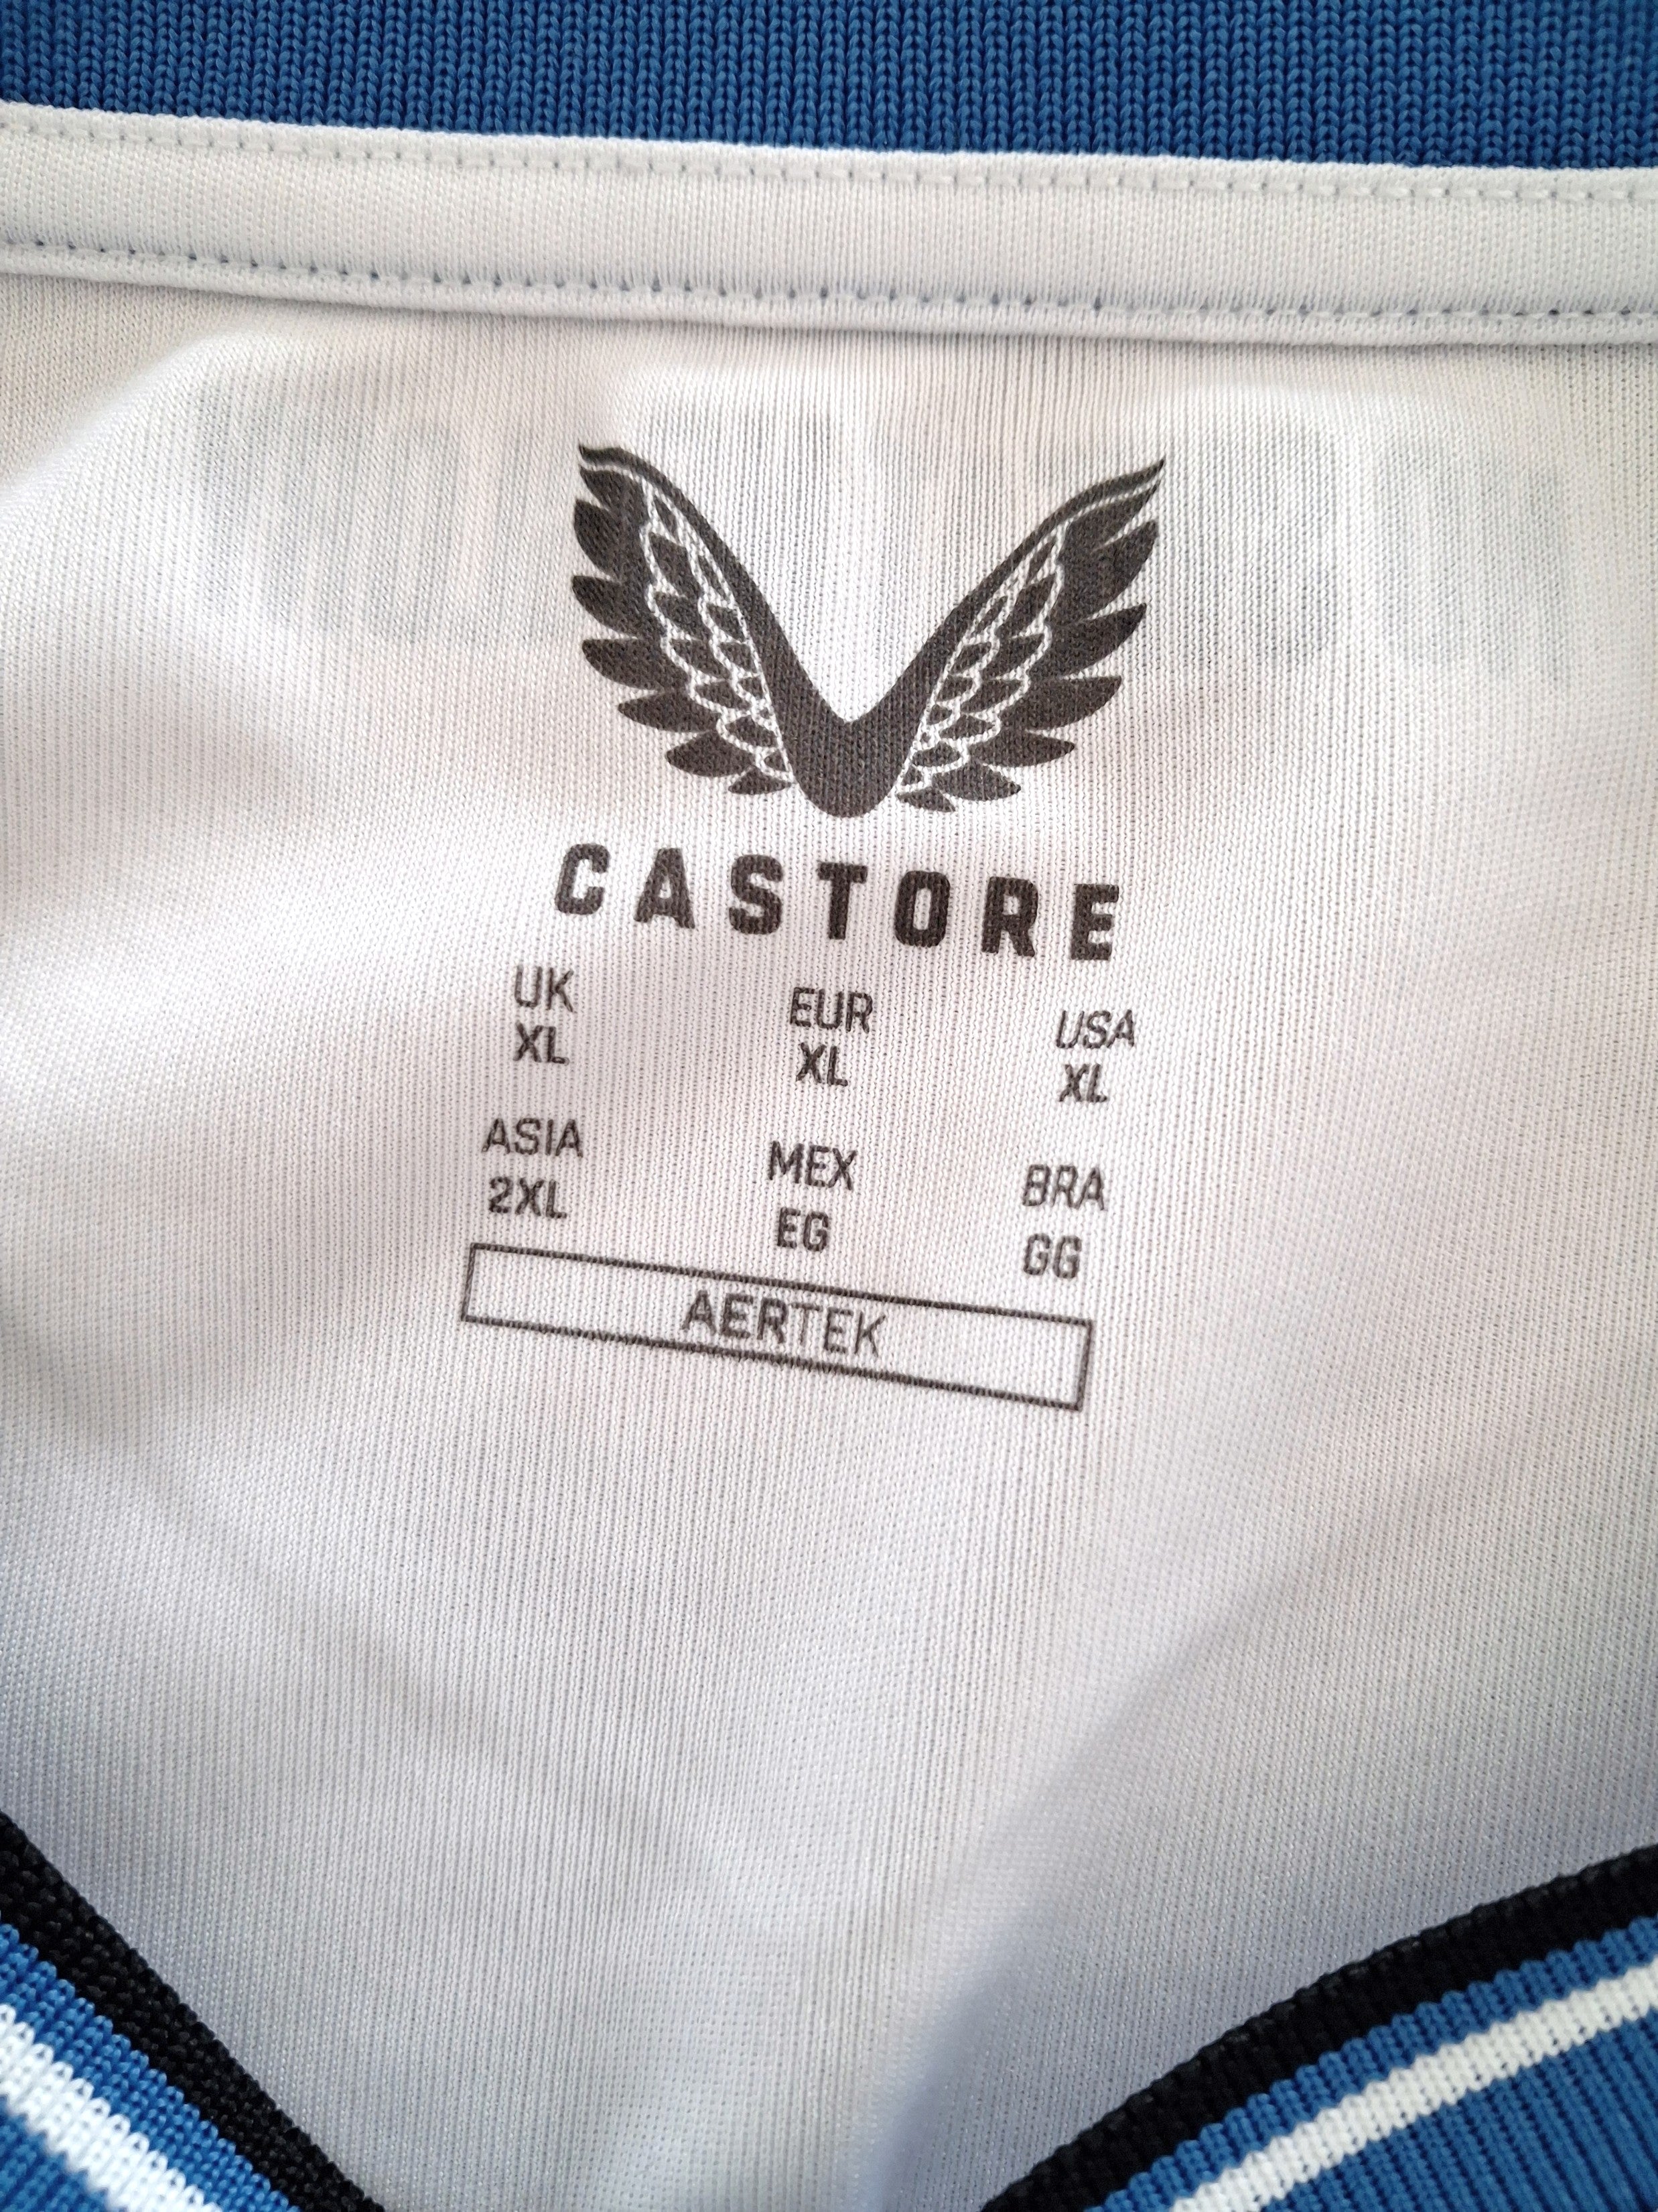 CASTORE
UK EUR USA
XL XL XL
ASIA MEX BRA
2XL EG GG
AERTEK